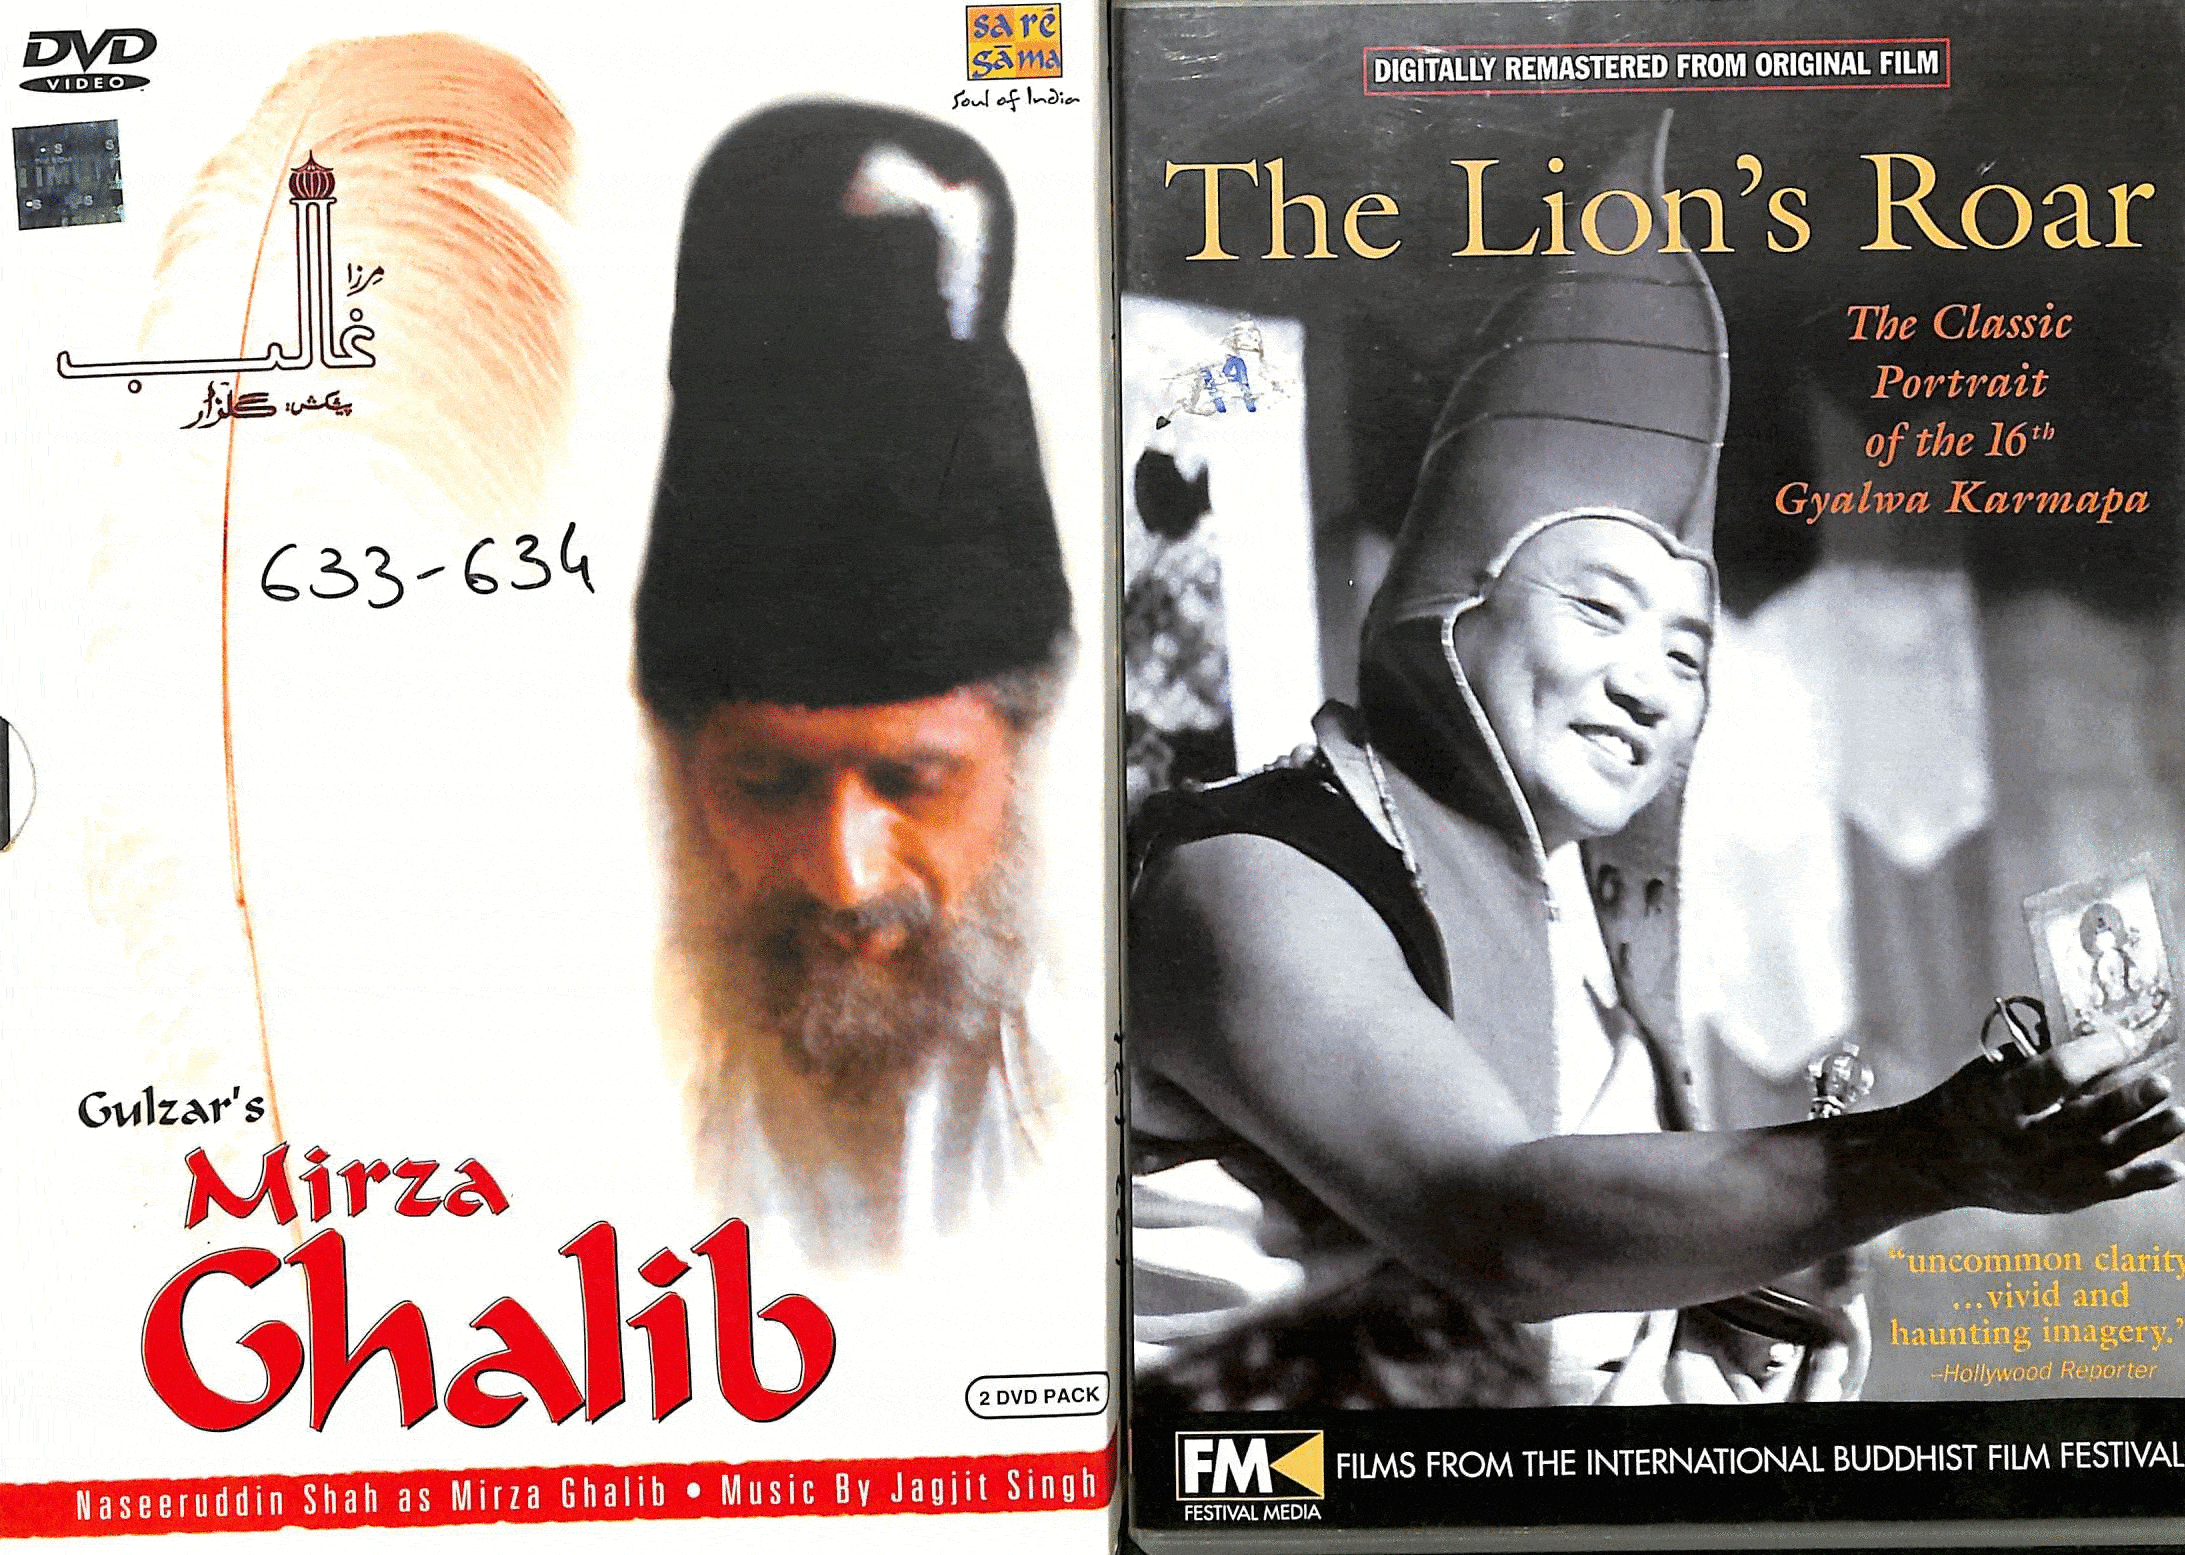 DVD
VIDEO
sa ré
gāma
Soul of India
مرزا
غالب
پیشکش: گلزار
633-634
Gulzar's
Mirza
Ghalib
2 DVD PACK
Naseeruddin Shah as Mirza Ghalib • Music By Jagjit Singh
DIGITALLY REMASTERED FROM ORIGINAL FILM
The Lion's Roar
The Classic
Portrait
of the 16th
Gyalwa Karmapa
19
"uncommon clarity
...vivid and
haunting imagery."
–Hollywood Reporter
FM
FESTIVAL MEDIA
FILMS FROM THE INTERNATIONAL BUDDHIST FILM FESTIVAL